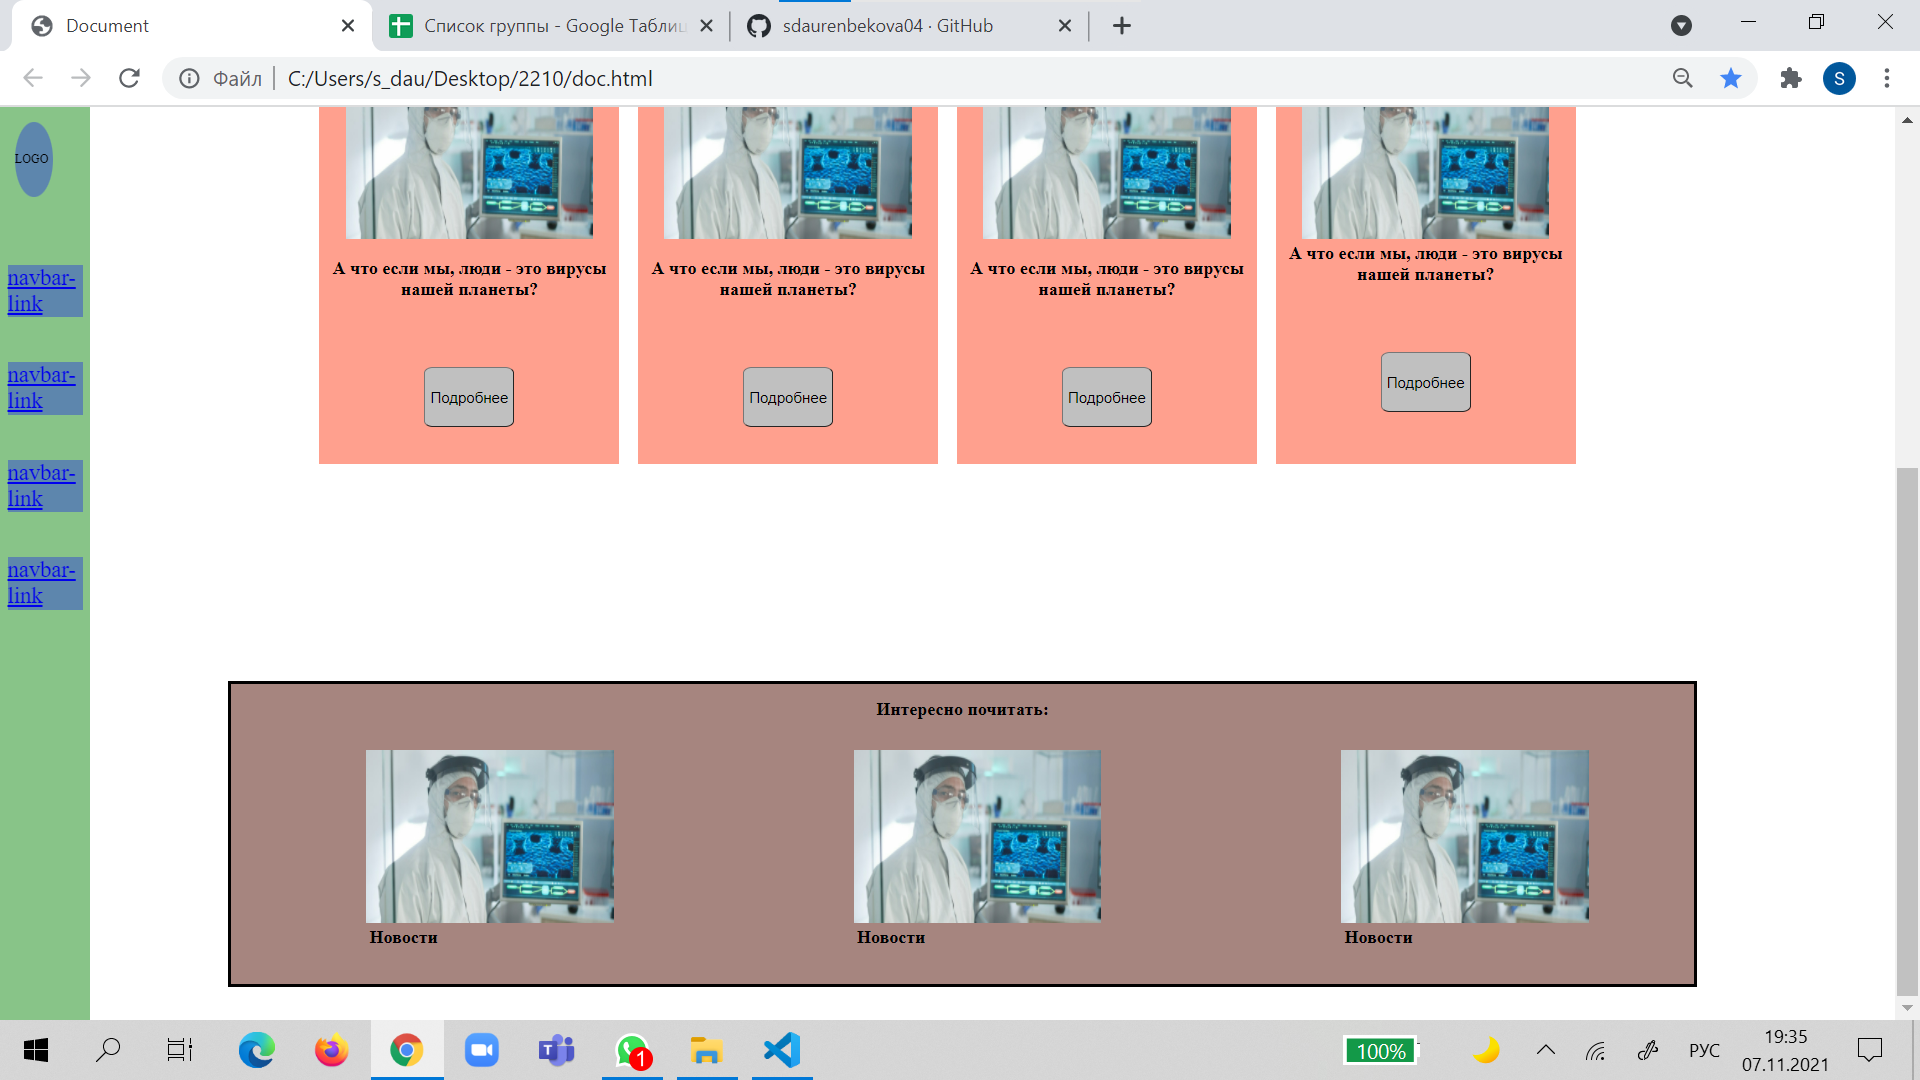 Document
Список группы - Google Таблиц
sdaurenbekova04 · GitHub
Файл
C:/Users/s_dau/Desktop/2210/doc.html
S
LOGO
navbar-
link
navbar-
link
navbar-
link
navbar-
link
А что если мы, люди - это вирусы
нашей планеты?
Подробнее
А что если мы, люди - это вирусы
нашей планеты?
Подробнее
А что если мы, люди - это вирусы
нашей планеты?
Подробнее
А что если мы, люди - это вирусы
нашей планеты?
Подробнее
Интересно почитать:
Новости
Новости
Новости
1
100%
РУС
19:35
07.11.2021